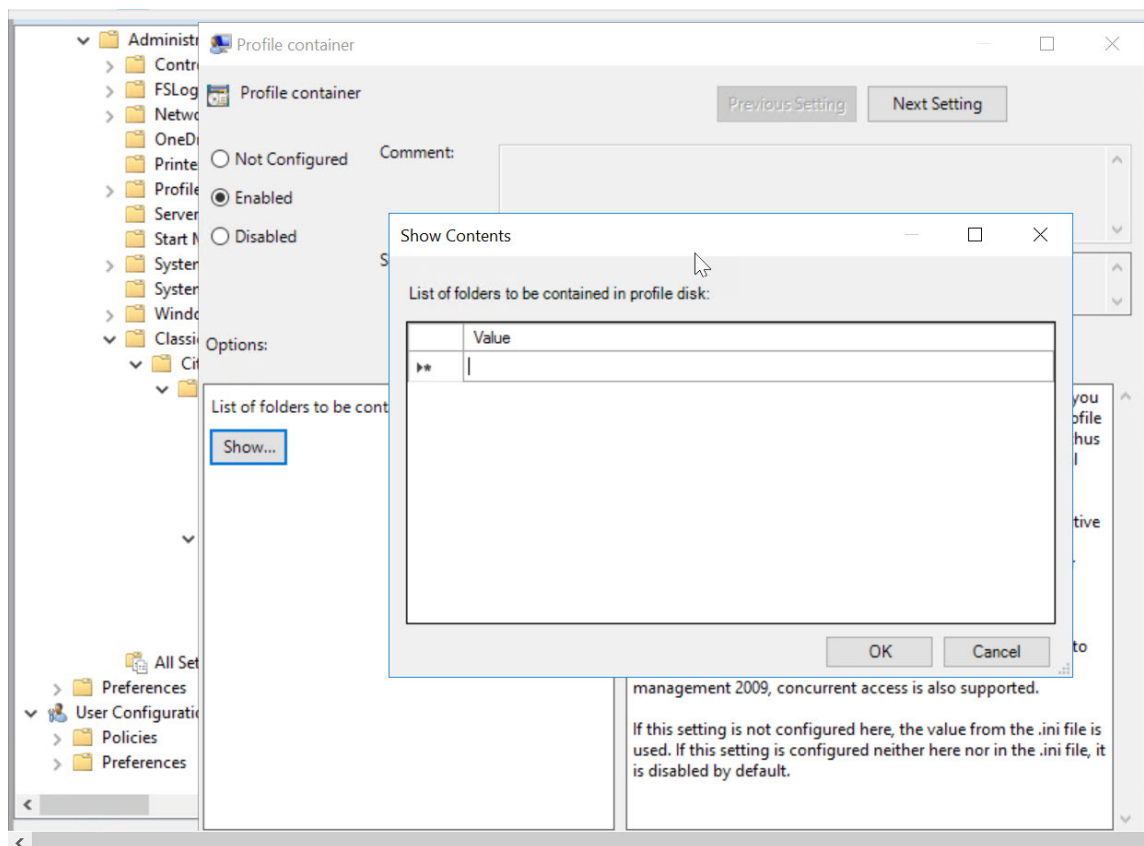 Administr
Contr
FSLog
Netwo
OneDr
Printe
Profile
Server
Start M
System
System
Windo
Classi
Cit
All Set
Preferences
User Configuratio
Policies
Preferences
Profile container
Profile container
Previous Setting
Next Setting
Not Configured
Enabled
Disabled
Comment:
S
Options:
List of folders to be cont
Show...
Show Contents
List of folders to be contained in profile disk:
Value
OK
Cancel
you
ofile
hus
l
tive
to
management 2009, concurrent access is also supported.
If this setting is not configured here, the value from the .ini file is
used. If this setting is configured neither here nor in the .ini file, it
is disabled by default.